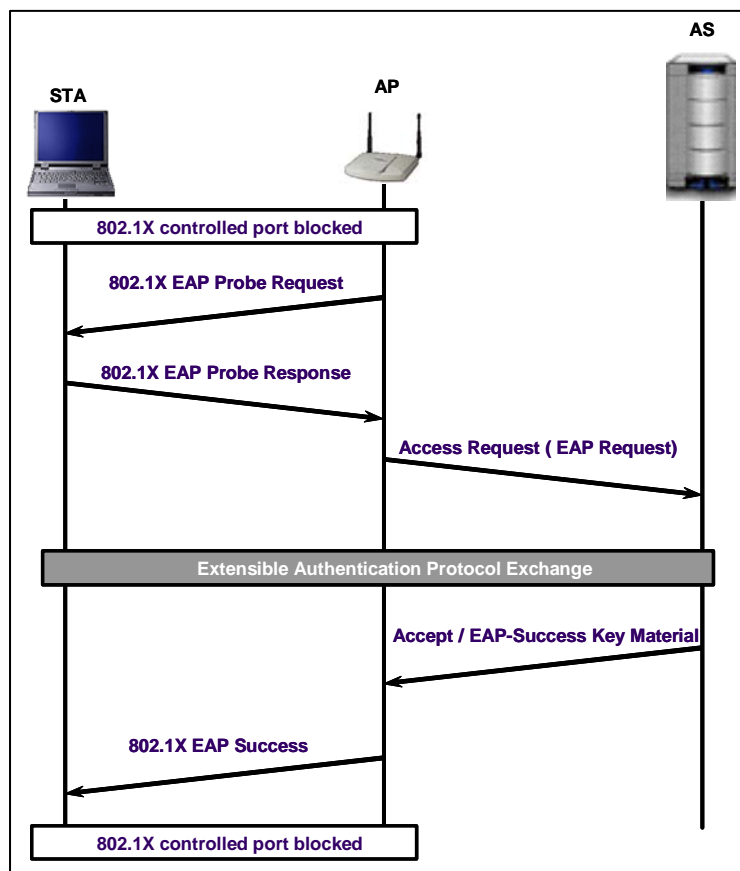 AS
AP
STA
802.1X controlled port blocked
802.1X EAP Probe Request
802.1X EAP Probe Response
Access Request ( EAP Request)
Extensible Authentication Protocol Exchange
Accept / EAP-Success Key Material
802.1X EAP Success
802.1X controlled port blocked